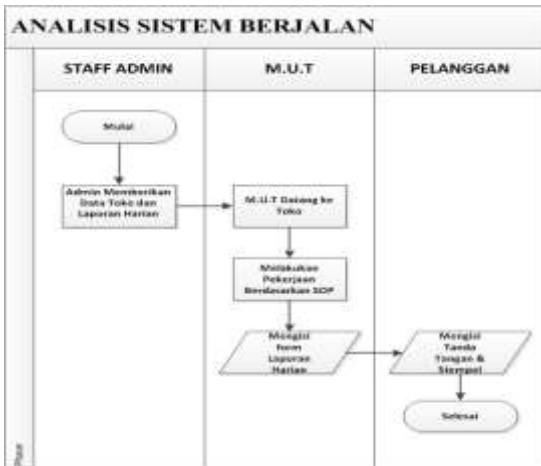 ANALISIS SISTEM BERJALAN
STAFF ADMIN
M.U.T
PELANGGAN
Mulai
Admin Memberikan
Data Toko dan
Laporan Harian
M.U.T Datang ke
Toko
Melakukan
Pekerjaan
Berdasarkan SOP
Mengisi
form
Laporan
Harian
Mengisi
Tanda
Tangan &
Stempel
Selesai
Phase